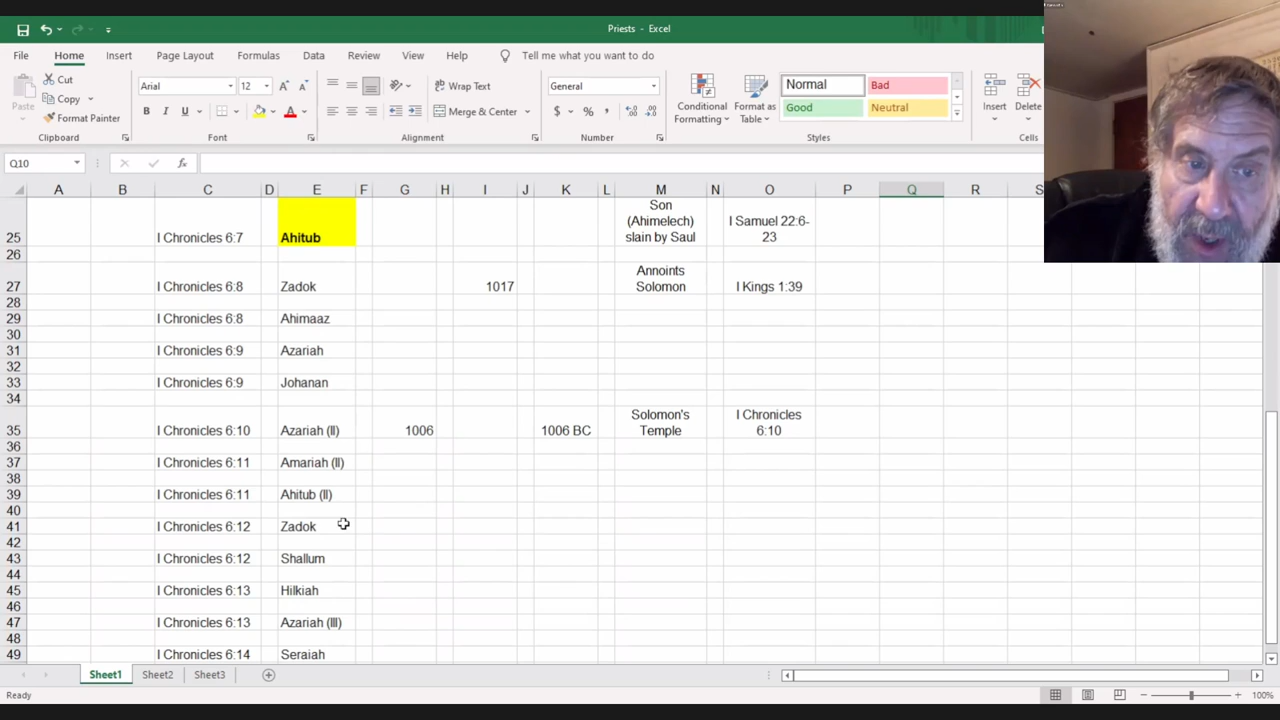 Priests - Excel
File Home Insert Page Layout Formulas Data Review View Help Tell me what you want to do
Paste
Cut
Copy
Format Painter
Clipboard
Arial 12
B I U A
Font
Wrap Text
Merge & Center
Alignment
General
$ % ,
Number
Conditional
Formatting
Format as
Table
Normal Bad
Good Neutral
Styles
Insert Delete
Cells
Q10 fx
A B C D E F G H I J K L M N O P Q R S
25 I Chronicles 6:7 Ahitub Son
(Ahimelech)
slain by Saul I Samuel 22:6-
23
26
27 I Chronicles 6:8 Zadok 1017 Annoints
Solomon I Kings 1:39
28
29 I Chronicles 6:8 Ahimaaz
30
31 I Chronicles 6:9 Azariah
32
33 I Chronicles 6:9 Johanan
34
35 I Chronicles 6:10 Azariah (II) 1006 1006 BC Solomon's
Temple I Chronicles
6:10
36
37 I Chronicles 6:11 Amariah (II)
38
39 I Chronicles 6:11 Ahitub (II)
40
41 I Chronicles 6:12 Zadok
42
43 I Chronicles 6:12 Shallum
44
45 I Chronicles 6:13 Hilkiah
46
47 I Chronicles 6:13 Azariah (III)
48
49 I Chronicles 6:14 Seraiah
Sheet1 Sheet2 Sheet3
Ready 100%